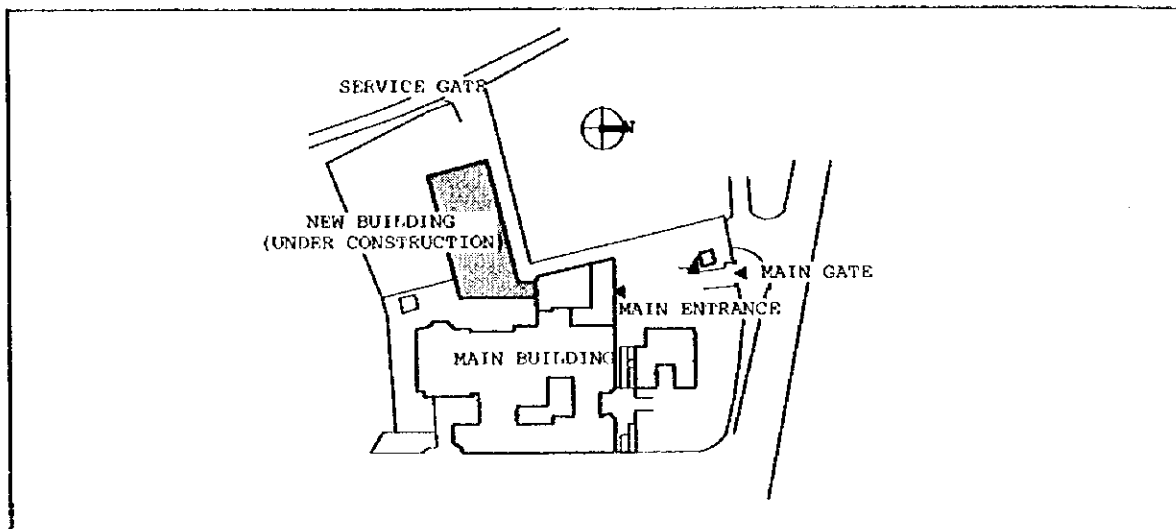 SERVICE GATE
N
NEW BUILDING
(UNDER CONSTRUCTION)
MAIN GATE
MAIN ENTRANCE
MAIN BUILDING